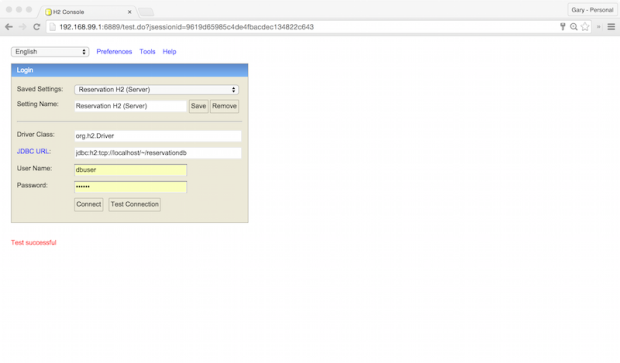 H2 Console
Gary - Personal
192.168.99.1:6889/test.do?jsessionid=9619d65985c4de4fbacdec134822c643
English Preferences Tools Help
Login
Saved Settings: Reservation H2 (Server)
Setting Name: Reservation H2 (Server) Save Remove
Driver Class: org.h2.Driver
JDBC URL: jdbc:h2:tcp://localhost/~/reservationdb
User Name: dbuser
Password: ••••••
Connect Test Connection
Test successful